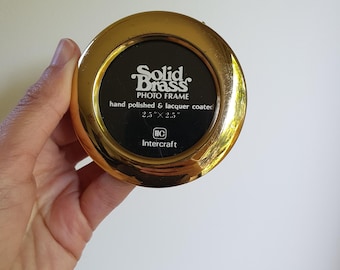 Solid
Brass
PHOTO FRAME
hand polished & lacquer coated
2.5" × 2.5"
IC
Intercraft